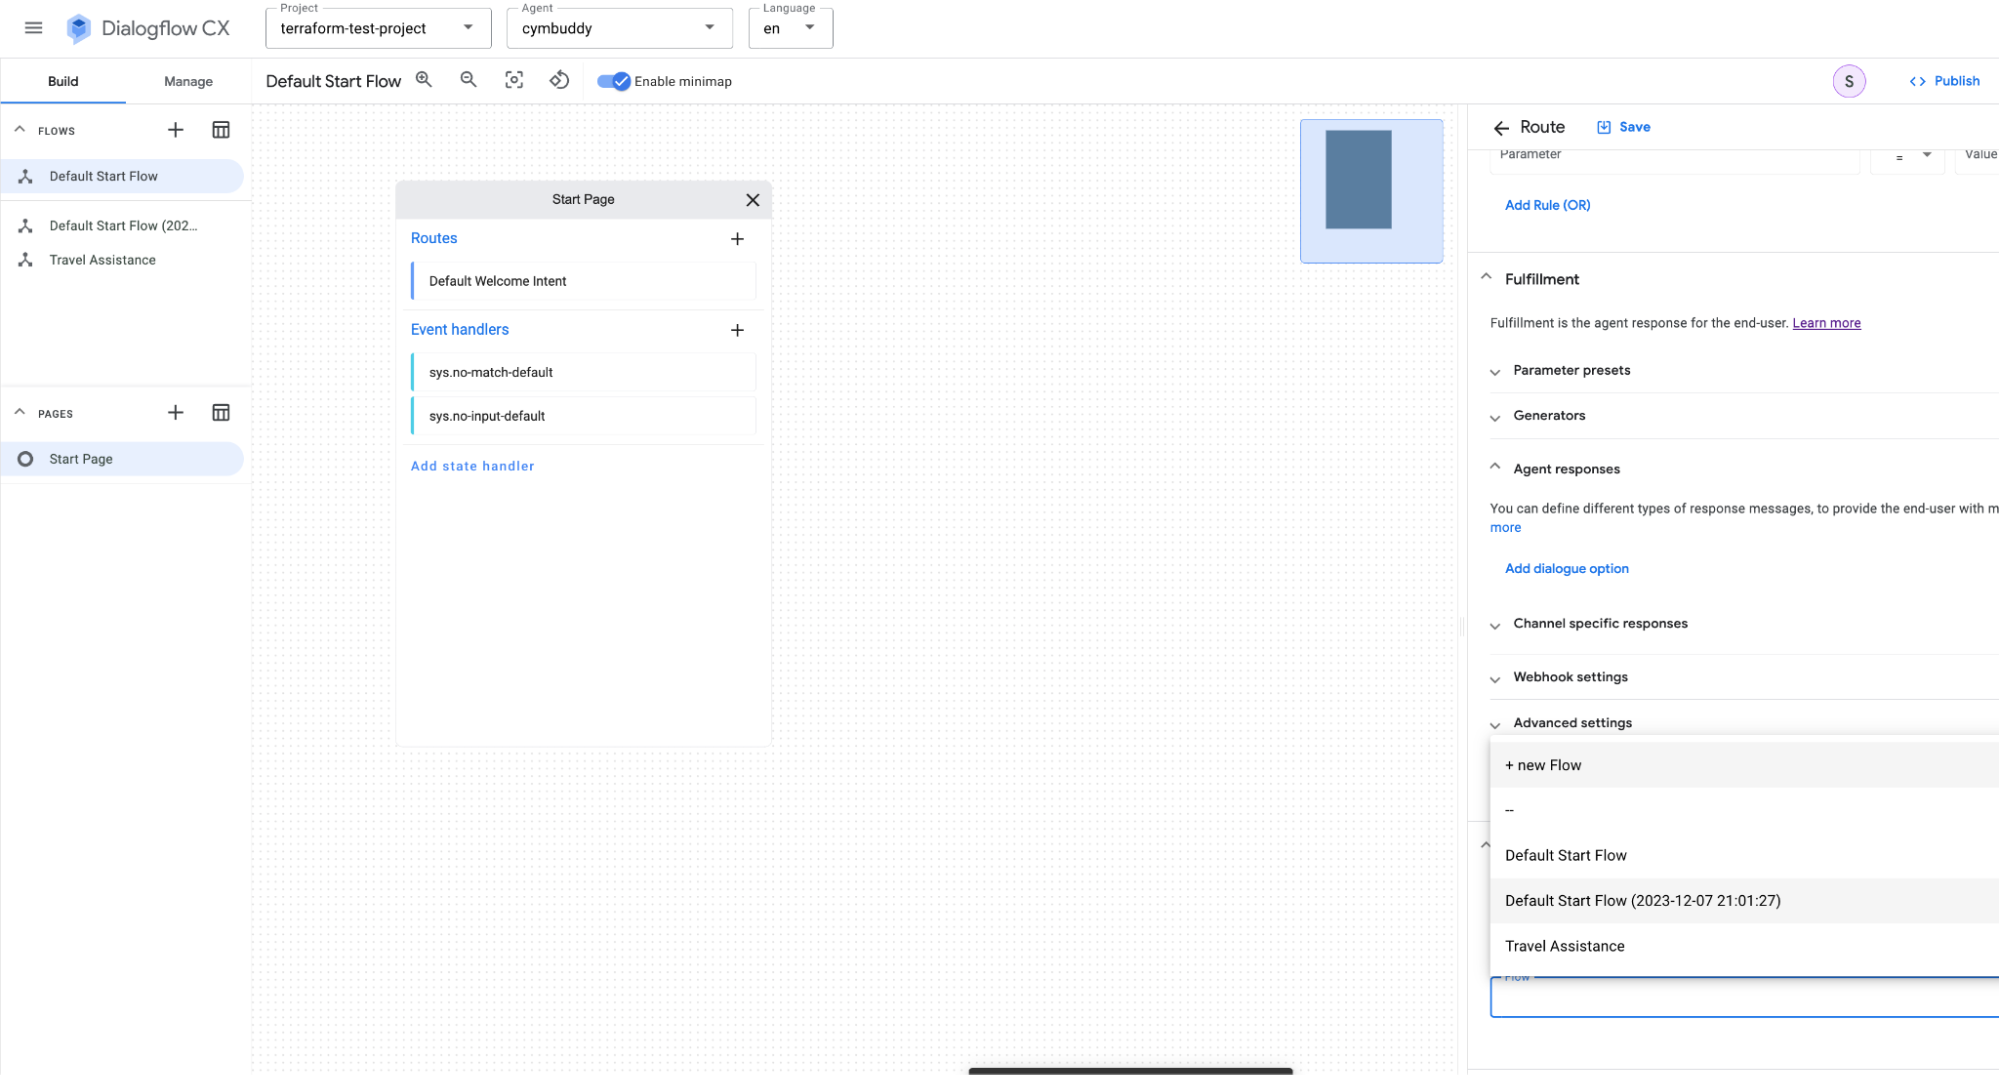 Dialogflow CX
Project
terraform-test-project
Agent
cymbuddy
Language
en
Build
Manage
Default Start Flow
Enable minimap
S
Publish
FLOWS
Default Start Flow
Default Start Flow (202...
Travel Assistance
PAGES
Start Page
Start Page
Routes
Default Welcome Intent
Event handlers
sys.no-match-default
sys.no-input-default
Add state handler
Route
Save
Parameter
=
Value
Add Rule (OR)
Fulfillment
Fulfillment is the agent response for the end-user. Learn more
Parameter presets
Generators
Agent responses
You can define different types of response messages, to provide the end-user with m
more
Add dialogue option
Channel specific responses
Webhook settings
Advanced settings
+ new Flow
--
Default Start Flow
Default Start Flow (2023-12-07 21:01:27)
Travel Assistance
Flow